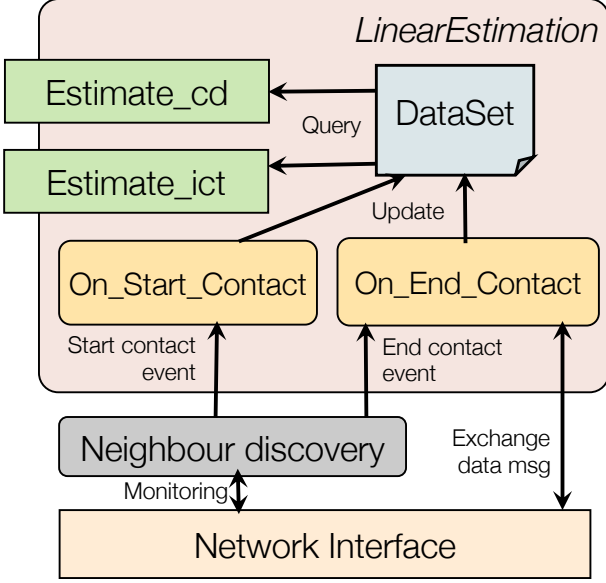 LinearEstimation
Estimate_cd
DataSet
Query
Estimate_ict
Update
On_Start_Contact
On_End_Contact
Start contact
event
End contact
event
Neighbour discovery
Exchange
data msg
Monitoring
Network Interface